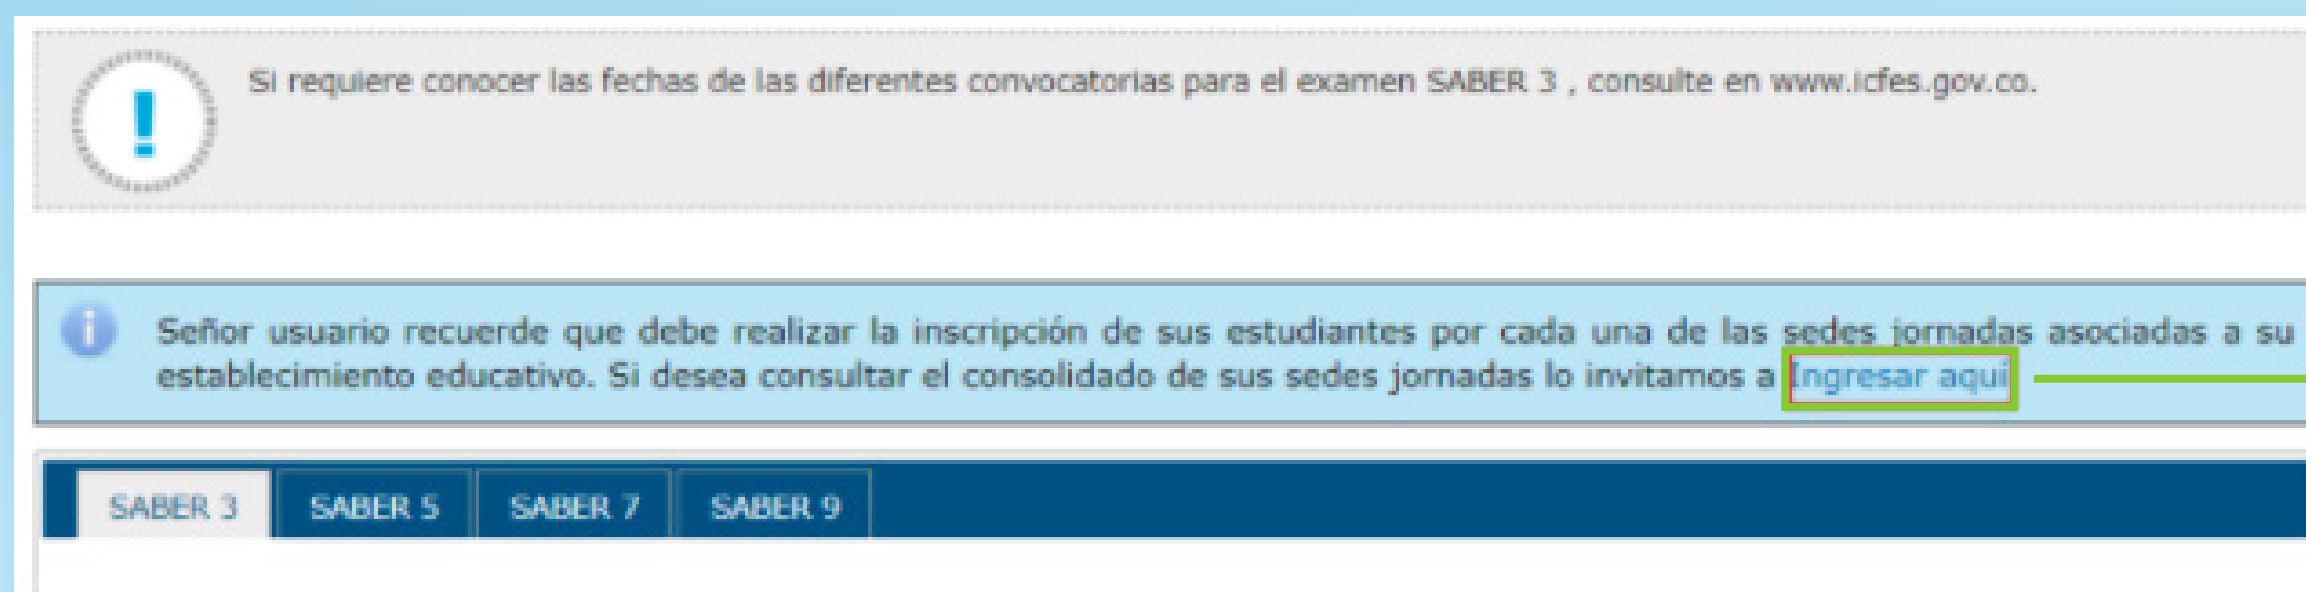 Si requiere conocer las fechas de las diferentes convocatorias para el examen SABER 3 , consulte en www.icfes.gov.co.
Señor usuario recuerde que debe realizar la inscripción de sus estudiantes por cada una de las sedes jornadas asociadas a su
establecimiento educativo. Si desea consultar el consolidado de sus sedes jornadas lo invitamos a Ingresar aquí
SABER 3 SABER 5 SABER 7 SABER 9